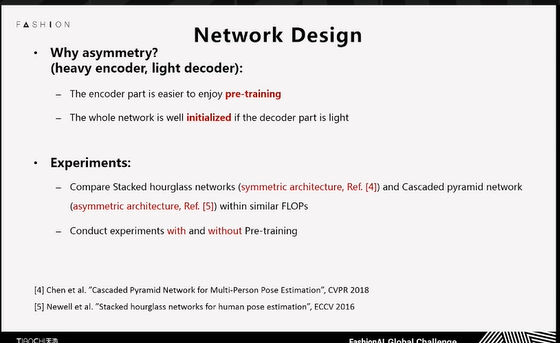 FASHION
Network Design
• Why asymmetry?
(heavy encoder, light decoder):
– The encoder part is easier to enjoy pre-training
– The whole network is well initialized if the decoder part is light
• Experiments:
– Compare Stacked hourglass networks (symmetric architecture, Ref. [4]) and Cascaded pyramid network
(asymmetric architecture, Ref. [5]) within similar FLOPs
– Conduct experiments with and without Pre-training
[4] Chen et al. "Cascaded Pyramid Network for Multi-Person Pose Estimation", CVPR 2018
[5] Newell et al. "Stacked hourglass networks for human pose estimation", ECCV 2016
TIANCHI天池
FashionAI Global Challenge